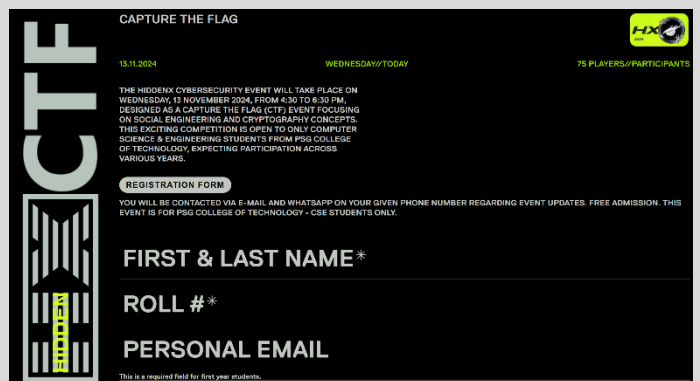 CTF
HIDDEN
CAPTURE THE FLAG
HX
13.11.2024
WEDNESDAY//TODAY
75 PLAYERS//PARTICIPANTS
THE HIDDENX CYBERSECURITY EVENT WILL TAKE PLACE ON
WEDNESDAY, 13 NOVEMBER 2024, FROM 4:30 TO 6:30 PM,
DESIGNED AS A CAPTURE THE FLAG (CTF) EVENT FOCUSING
ON SOCIAL ENGINEERING AND CRYPTOGRAPHY CONCEPTS.
THIS EXCITING COMPETITION IS OPEN TO ONLY COMPUTER
SCIENCE & ENGINEERING STUDENTS FROM PSG COLLEGE
OF TECHNOLOGY, EXPECTING PARTICIPATION ACROSS
VARIOUS YEARS.
REGISTRATION FORM
YOU WILL BE CONTACTED VIA E-MAIL AND WHATSAPP ON YOUR GIVEN PHONE NUMBER REGARDING EVENT UPDATES. FREE ADMISSION. THIS
EVENT IS FOR PSG COLLEGE OF TECHNOLOGY - CSE STUDENTS ONLY.
FIRST & LAST NAME*
ROLL #*
PERSONAL EMAIL
This is a required field for first year students.